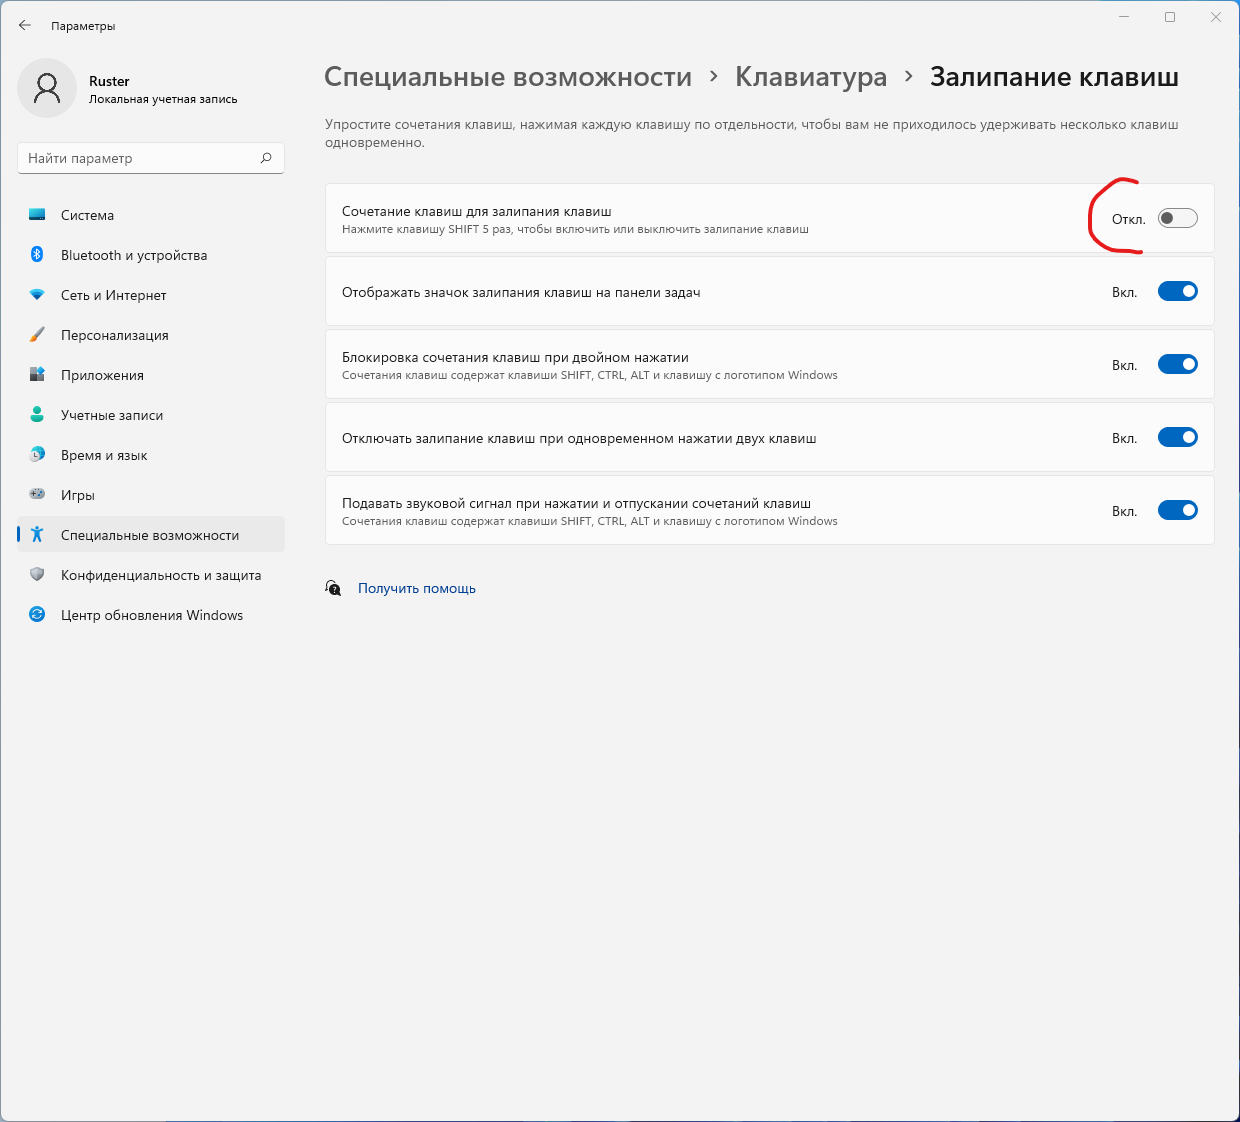 Параметры
Ruster
Локальная учетная запись
Найти параметр
Система
Bluetooth и устройства
Сеть и Интернет
Персонализация
Приложения
Учетные записи
Время и язык
Игры
Специальные возможности
Конфиденциальность и защита
Центр обновления Windows
Специальные возможности › Клавиатура › Залипание клавиш
Упростите сочетания клавиш, нажимая каждую клавишу по отдельности, чтобы вам не приходилось удерживать несколько клавиш
одновременно.
Сочетание клавиш для залипания клавиш
Нажмите клавишу SHIFT 5 раз, чтобы включить или выключить залипание клавиш
Откл.
Отображать значок залипания клавиш на панели задач
Вкл.
Блокировка сочетания клавиш при двойном нажатии
Сочетания клавиш содержат клавиши SHIFT, CTRL, ALT и клавишу с логотипом Windows
Вкл.
Отключать залипание клавиш при одновременном нажатии двух клавиш
Вкл.
Подавать звуковой сигнал при нажатии и отпускании сочетаний клавиш
Сочетания клавиш содержат клавиши SHIFT, CTRL, ALT и клавишу с логотипом Windows
Вкл.
Получить помощь